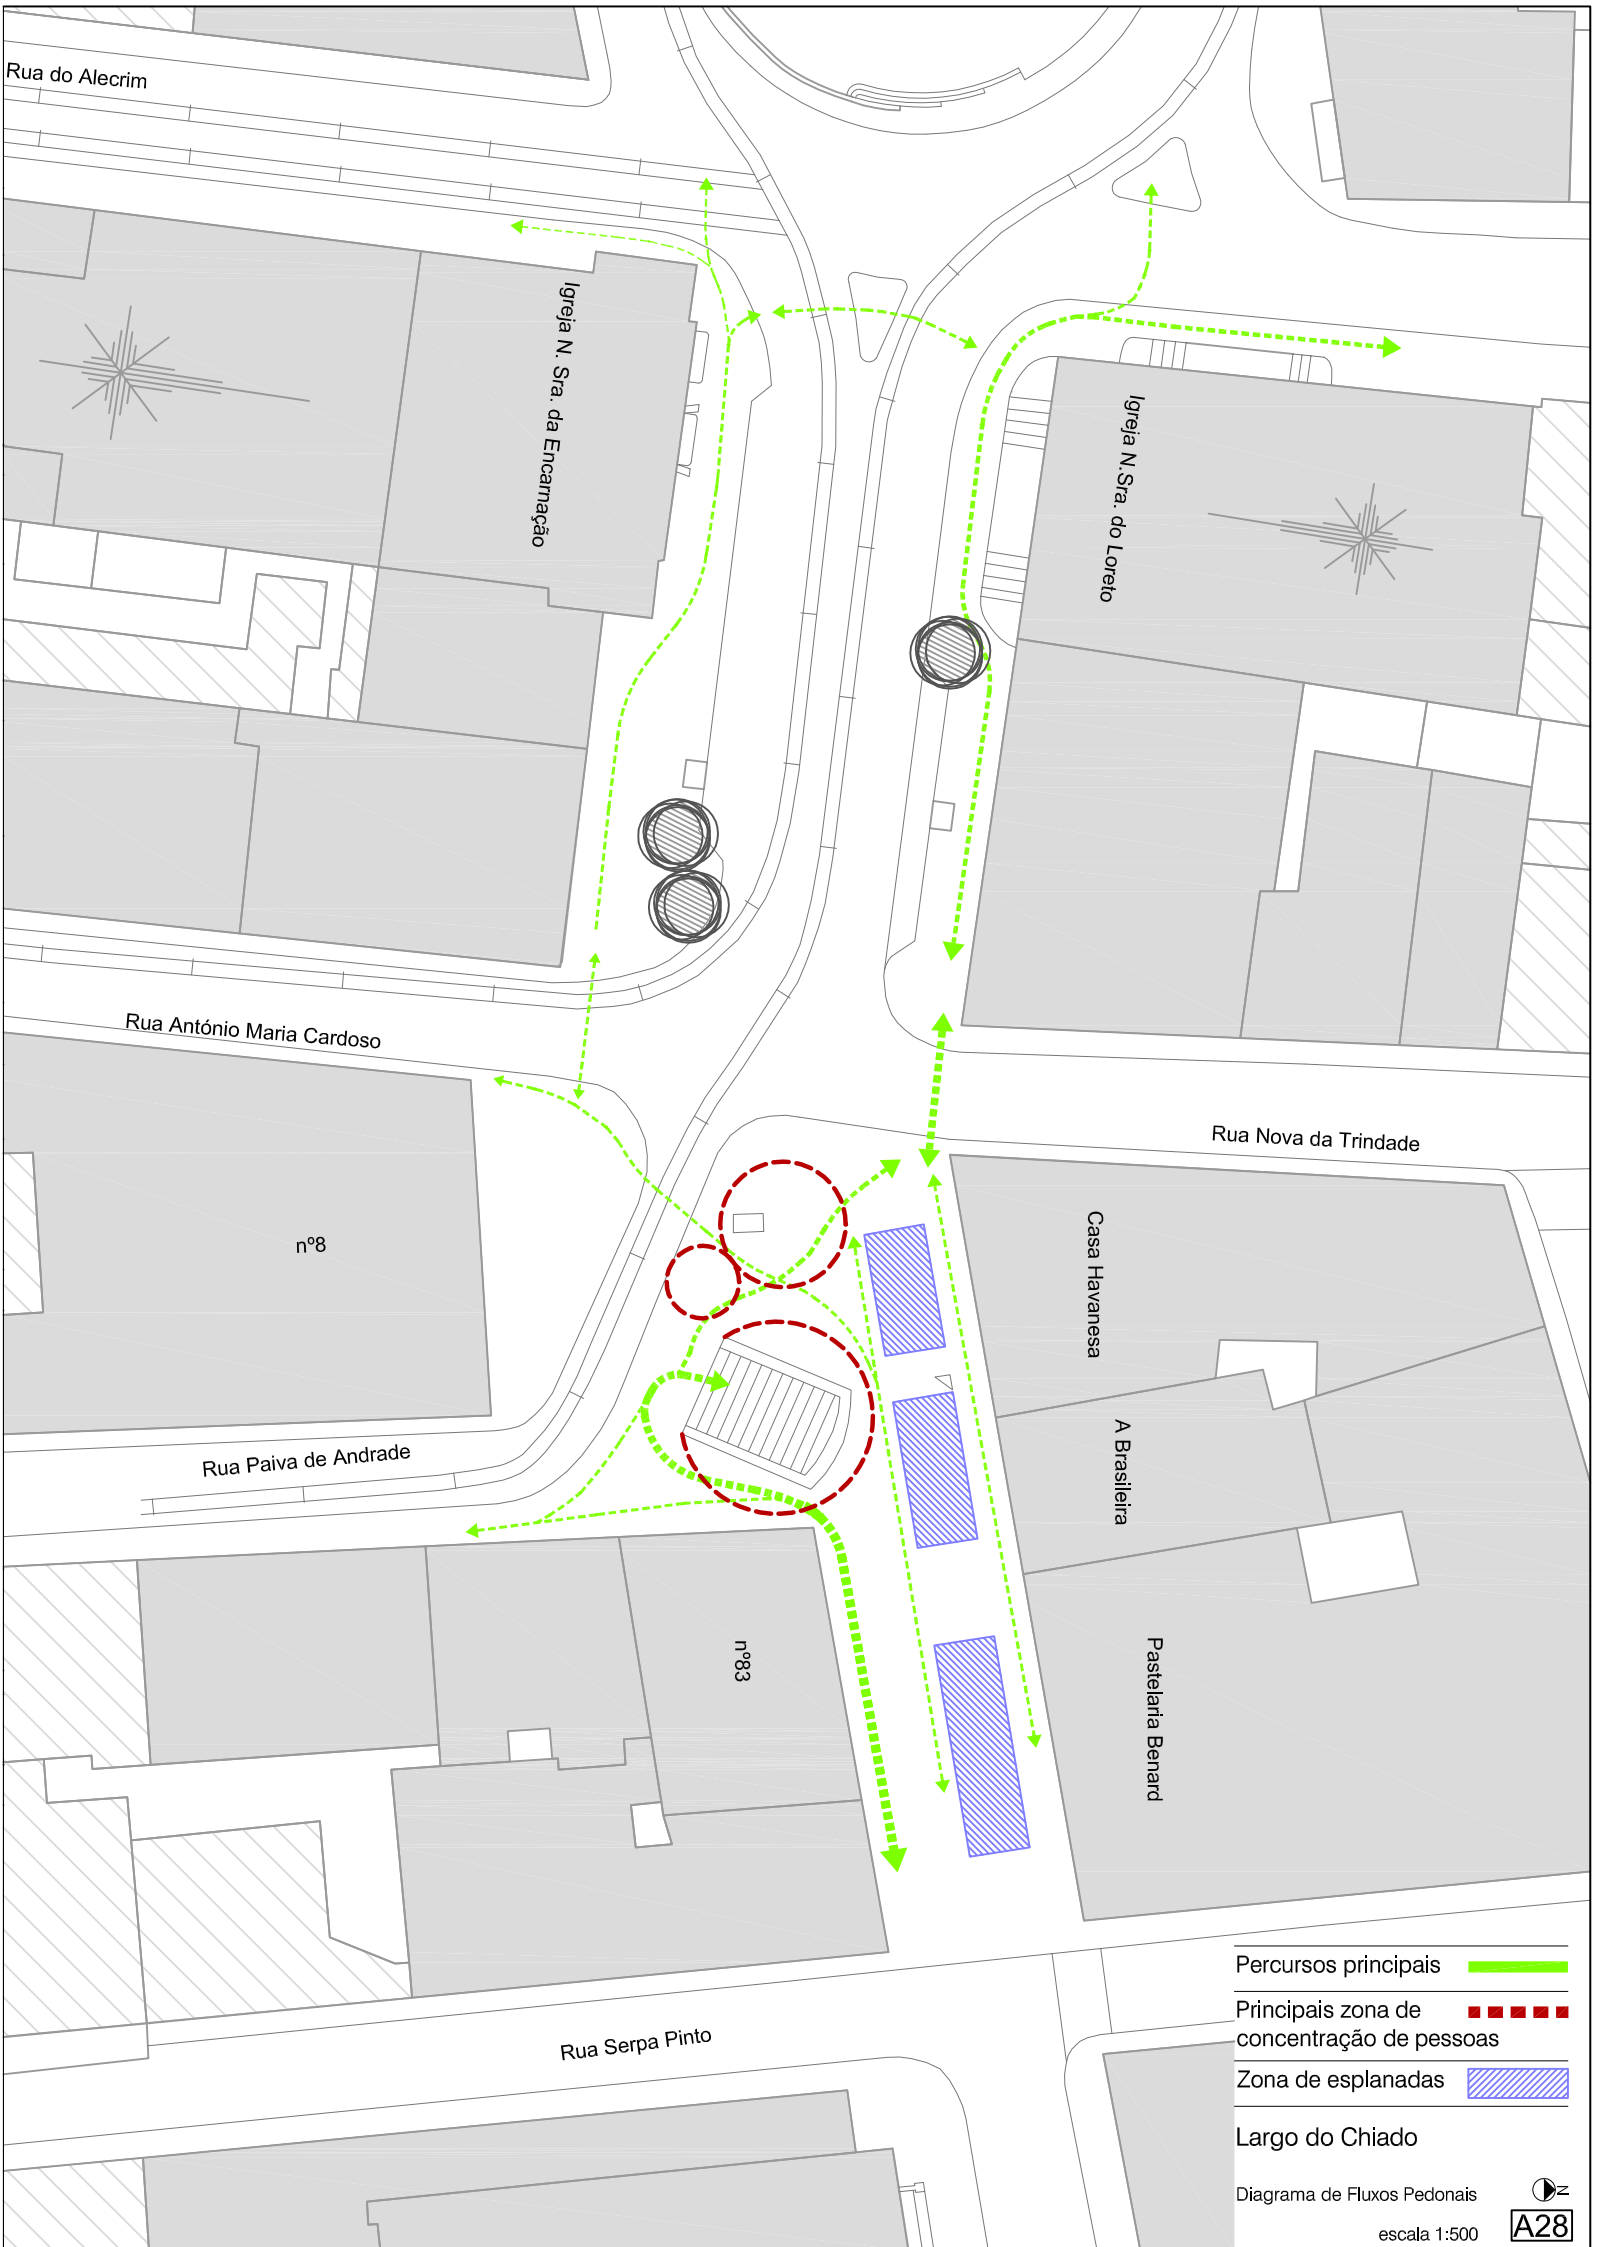 Rua do Alecrim
Igreja N. Sra. da Encarnação
Igreja N.Sra. do Loreto
Rua António Maria Cardoso
Rua Nova da Trindade
nº8
Casa Havanesa
A Brasileira
Rua Paiva de Andrade
nº83
Pastelaria Benard
Rua Serpa Pinto
Percursos principais
Principais zona de
concentração de pessoas
Zona de esplanadas
Largo do Chiado
Diagrama de Fluxos Pedonais
N
escala 1:500
A28